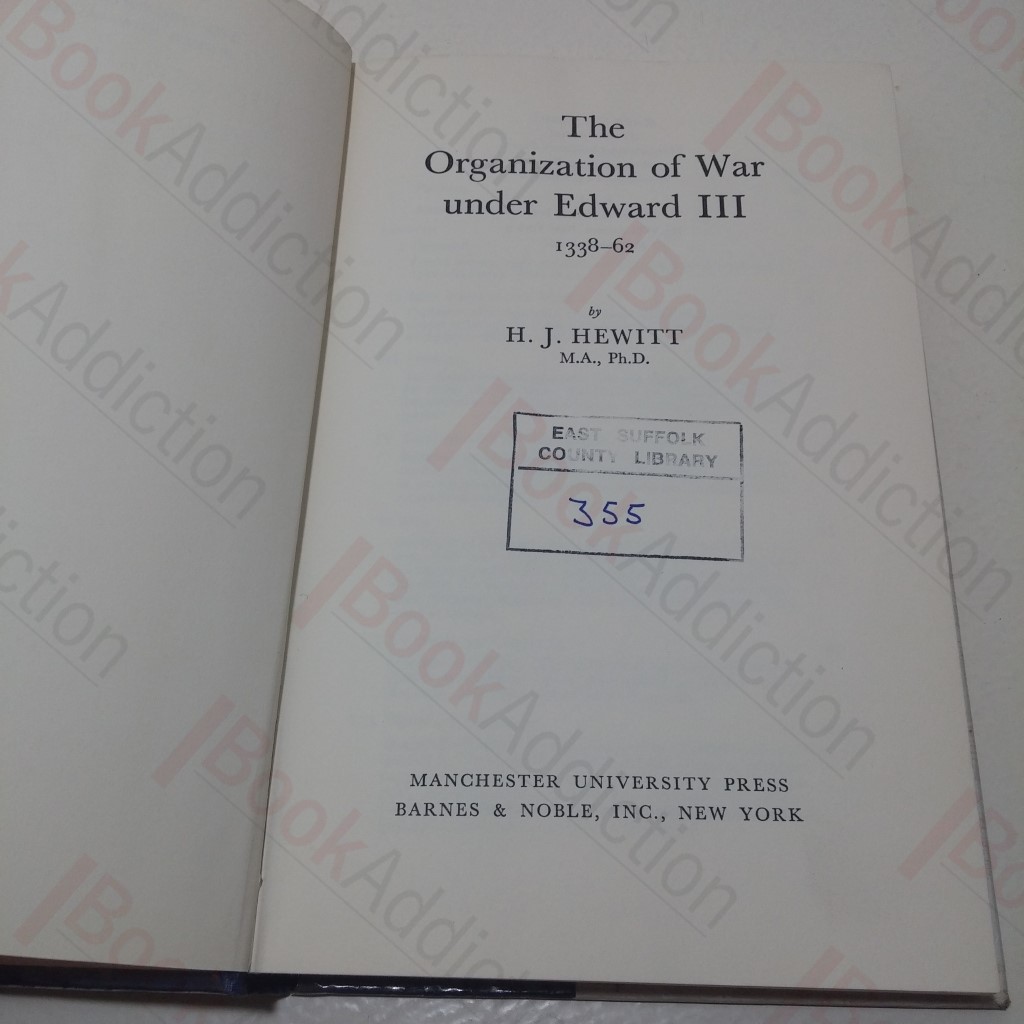 The
Organization of War
under Edward III
1338–62
by
H. J. HEWITT
M.A., Ph.D.
EAST SUFFOLK
COUNTY LIBRARY
355
MANCHESTER UNIVERSITY PRESS
BARNES & NOBLE, INC., NEW YORK
BookAddiction